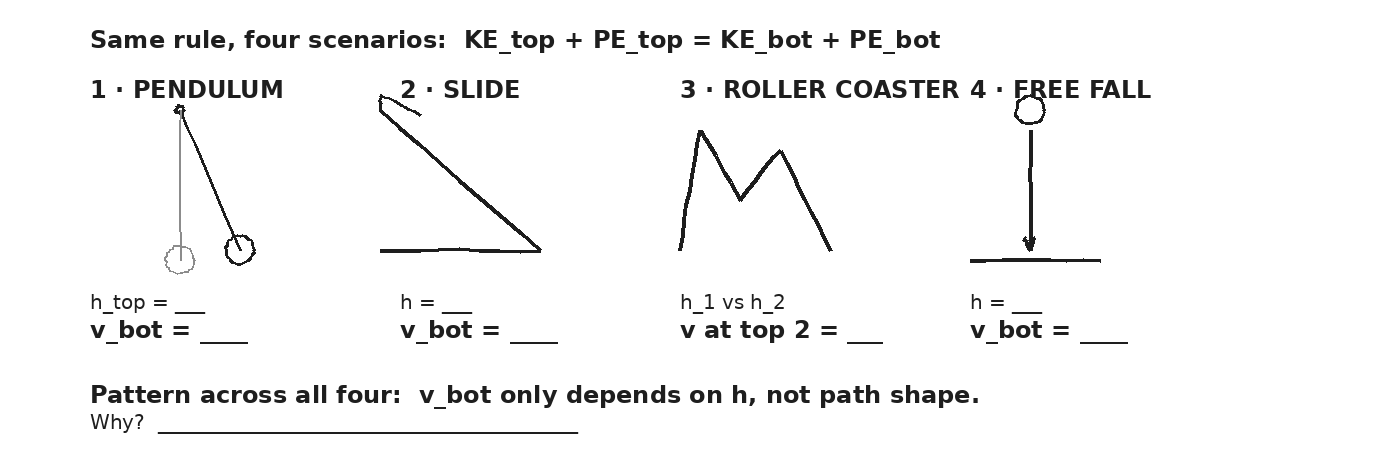 Same rule, four scenarios: KE_top + PE_top = KE_bot + PE_bot
1 · PENDULUM 2 · SLIDE 3 · ROLLER COASTER 4 · FREE FALL
h_top = ___ h = ___ h_1 vs h_2 h = ___
v_bot = ____ v_bot = ____ v at top 2 = ___ v_bot = ____
Pattern across all four: v_bot only depends on h, not path shape.
Why? ________________________________________